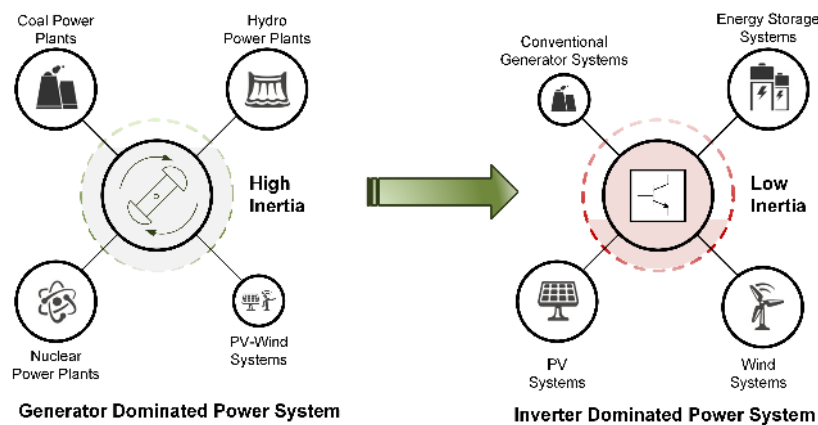 Coal Power
Plants
Hydro
Power Plants
High
Inertia
Nuclear
Power Plants
PV-Wind
Systems
Generator Dominated Power System
Conventional
Generator Systems
Energy Storage
Systems
Low
Inertia
PV
Systems
Wind
Systems
Inverter Dominated Power System